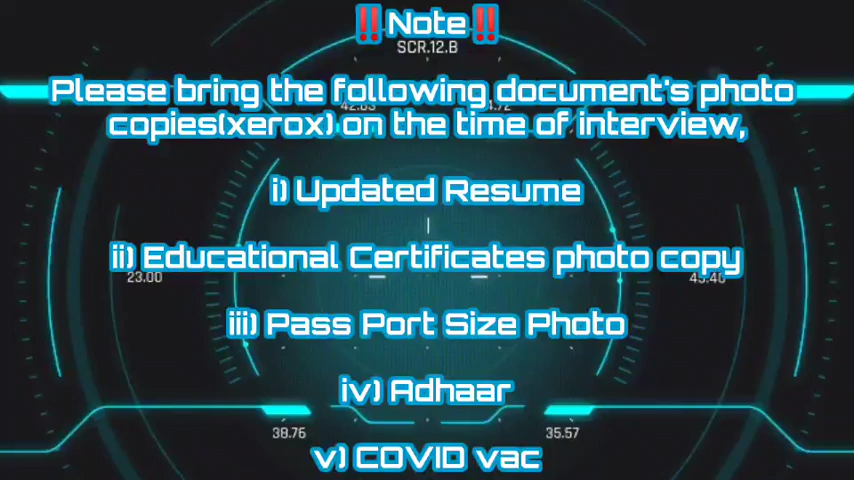 ‼️Note‼️
SCR.12.B
Please bring the following document's photo
copies(xerox) on the time of interview,
i) Updated Resume
ii) Educational Certificates photo copy
23.00
45.40
iii) Pass Port Size Photo
iv) Adhaar
38.76
35.57
v) COVID vac